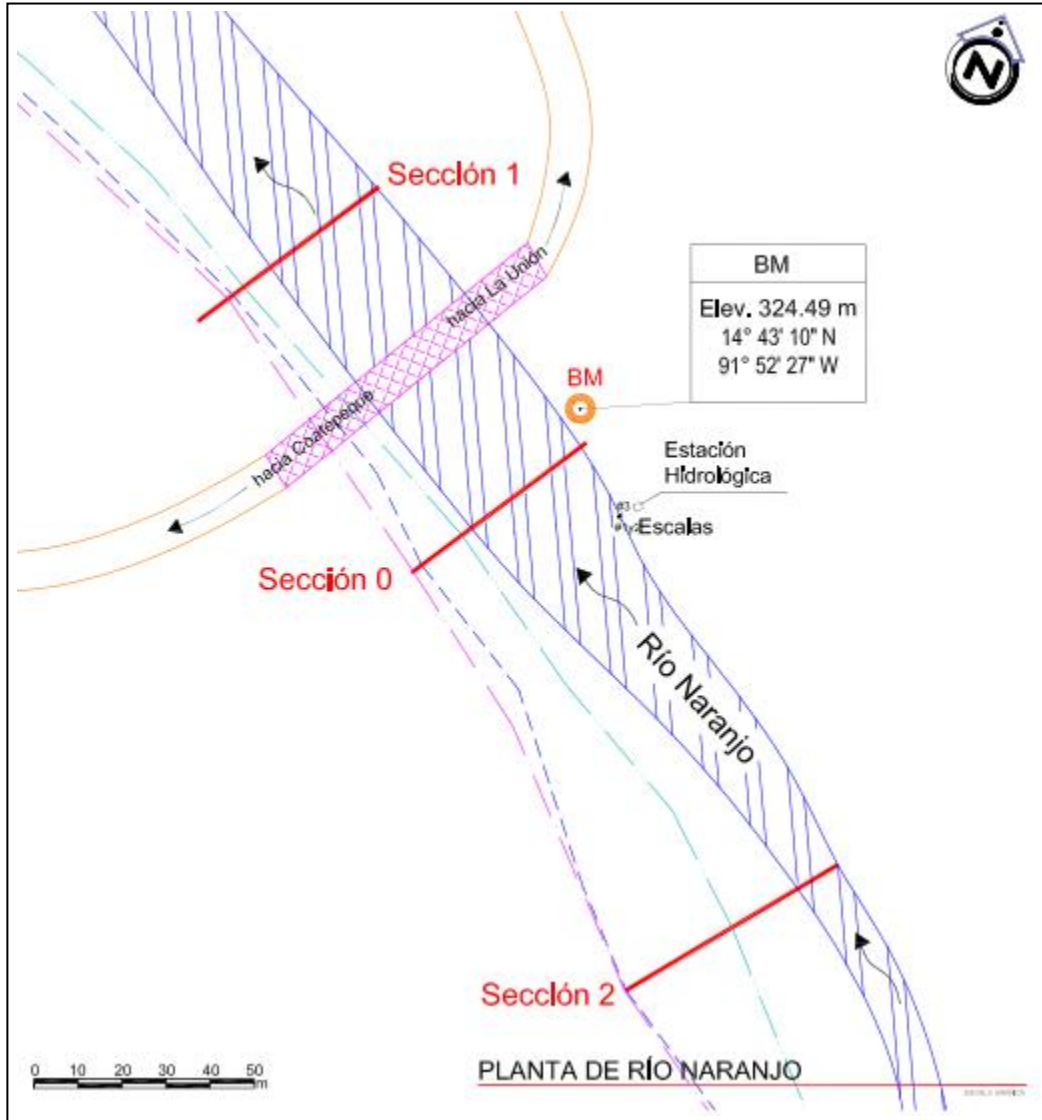 N
Sección 1
hacia La Unión
BM
Elev. 324.49 m
14° 43' 10" N
91° 52' 27" W
BM
hacia Coatepeque
Estación
Hidrológica
#3
Escalas
Sección 0
Río Naranjo
Sección 2
0 10 20 30 40 50
m
PLANTA DE RÍO NARANJO